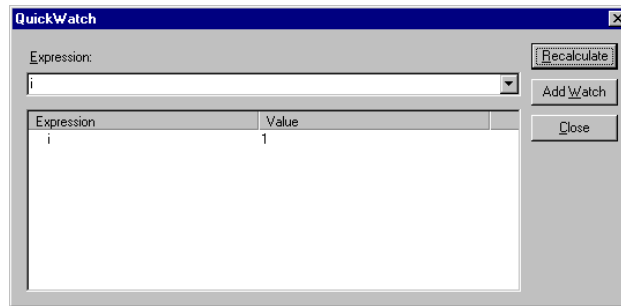 QuickWatch
Expression:
i
Recalculate
Add Watch
Close
Expression Value
i 1